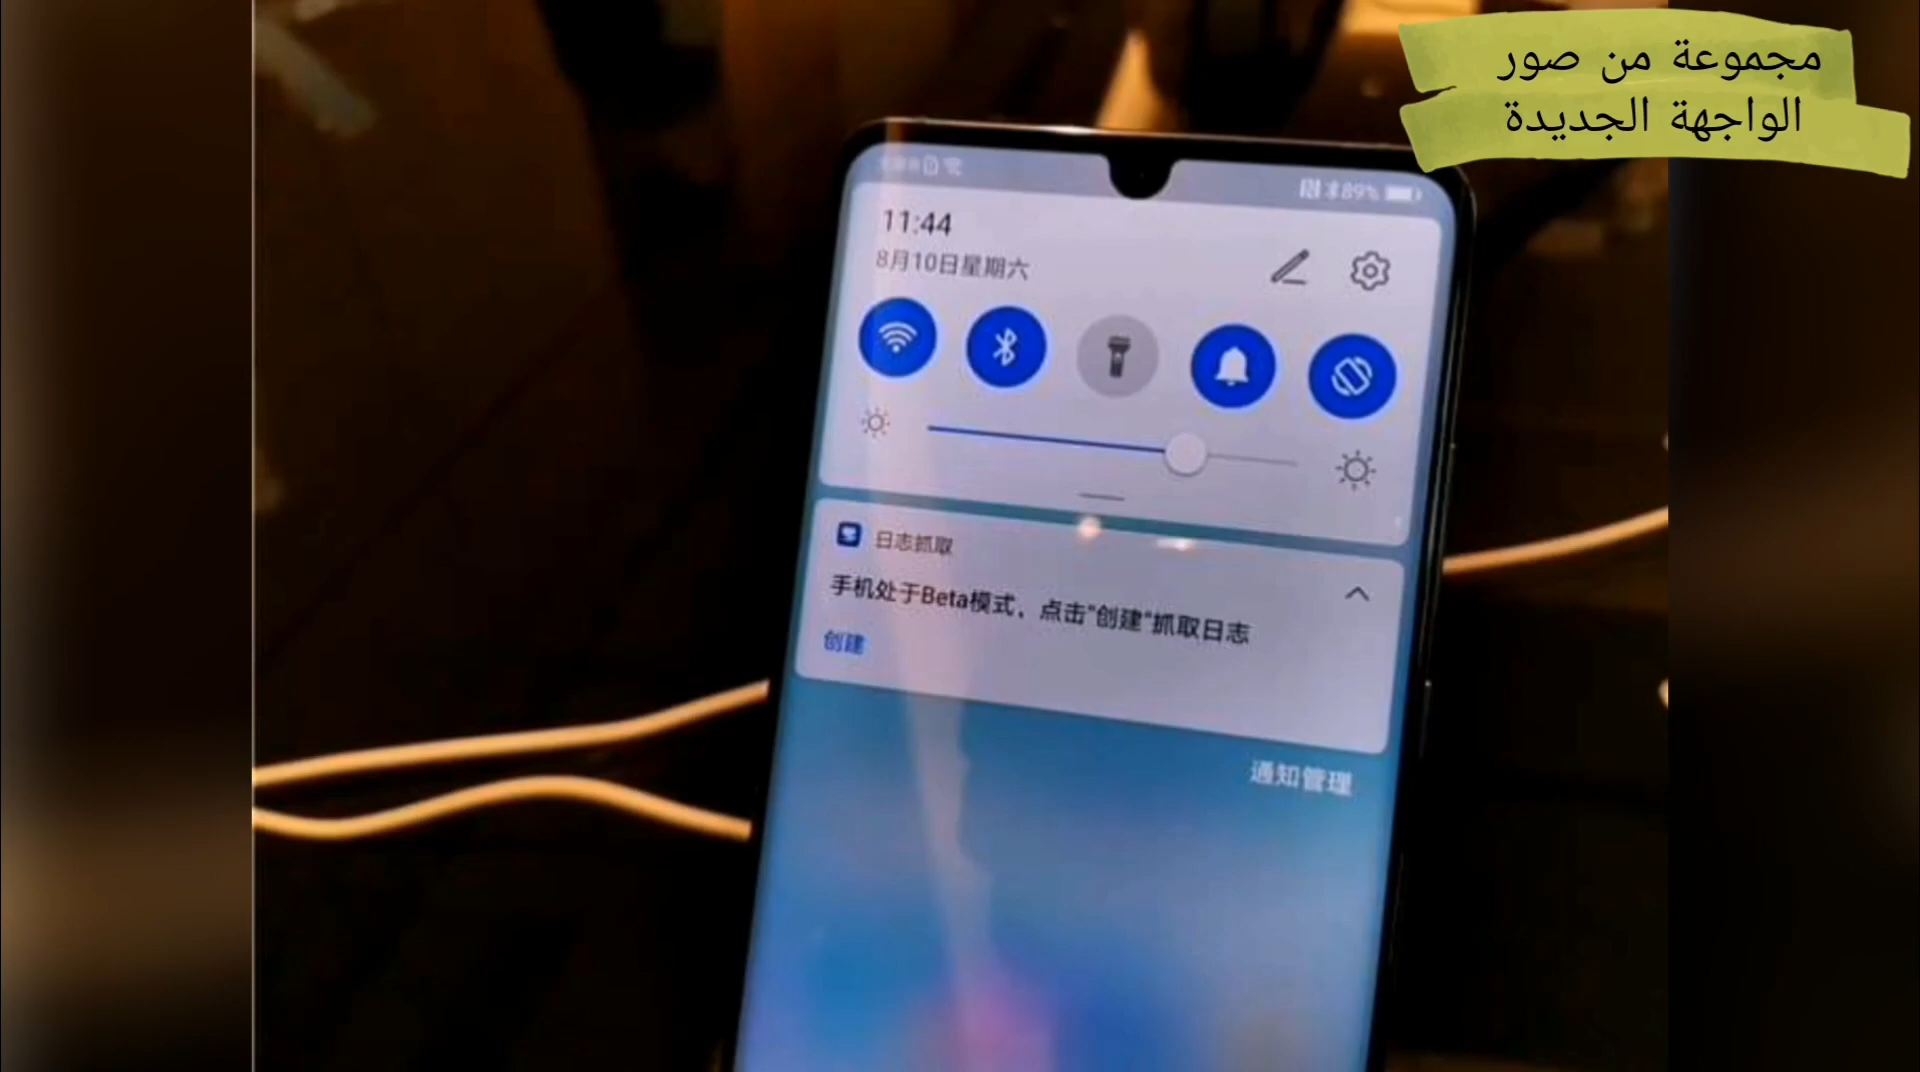 مجموعة من صور
الواجهة الجديدة
89%
11:44
8月10日星期六
日志抓取
手机处于Beta模式，点击"创建"抓取日志
创建
通知管理